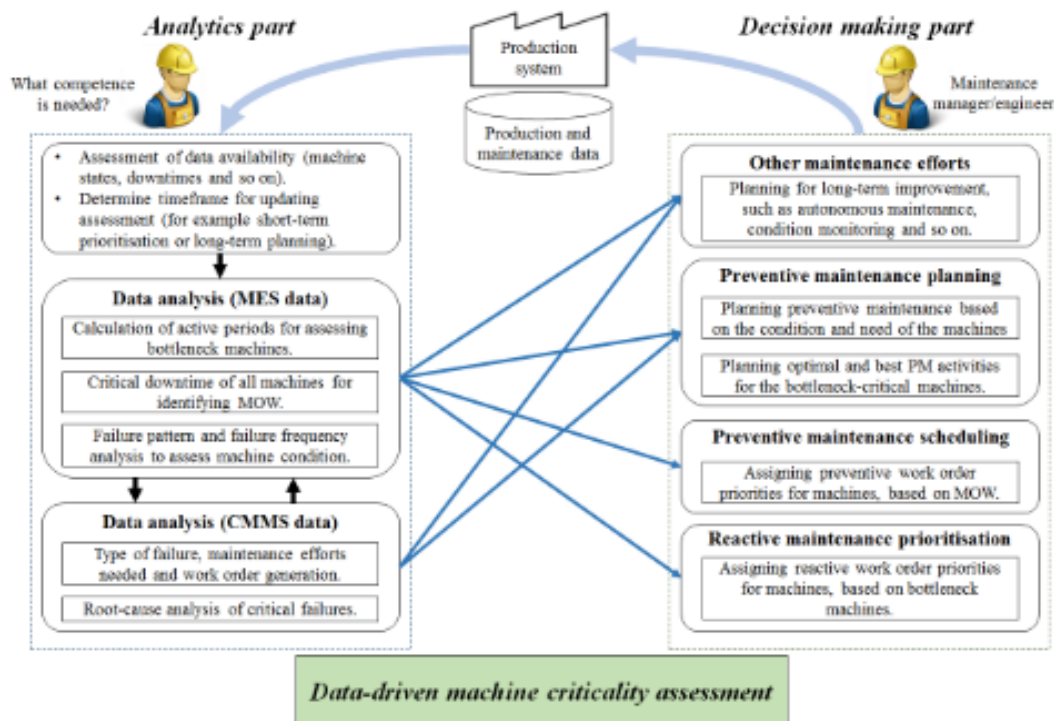 Analytics part
What competence
is needed?
Production
system
Production and
maintenance data
Decision making part
Maintenance
manager/engineer
• Assessment of data availability (machine
states, downtimes and so on).
• Determine timeframe for updating
assessment (for example short-term
prioritisation or long-term planning).
Data analysis (MES data)
Calculation of active periods for assessing
bottleneck machines.
Critical downtime of all machines for
identifying MOW.
Failure pattern and failure frequency
analysis to assess machine condition.
Data analysis (CMMS data)
Type of failure, maintenance efforts
needed and work order generation.
Root-cause analysis of critical failures.
Other maintenance efforts
Planning for long-term improvement,
such as autonomous maintenance,
condition monitoring and so on.
Preventive maintenance planning
Planning preventive maintenance based
on the condition and need of the machines
Planning optimal and best PM activities
for the bottleneck-critical machines.
Preventive maintenance scheduling
Assigning preventive work order
priorities for machines, based on MOW.
Reactive maintenance prioritisation
Assigning reactive work order priorities
for machines, based on bottleneck
machines.
Data-driven machine criticality assessment